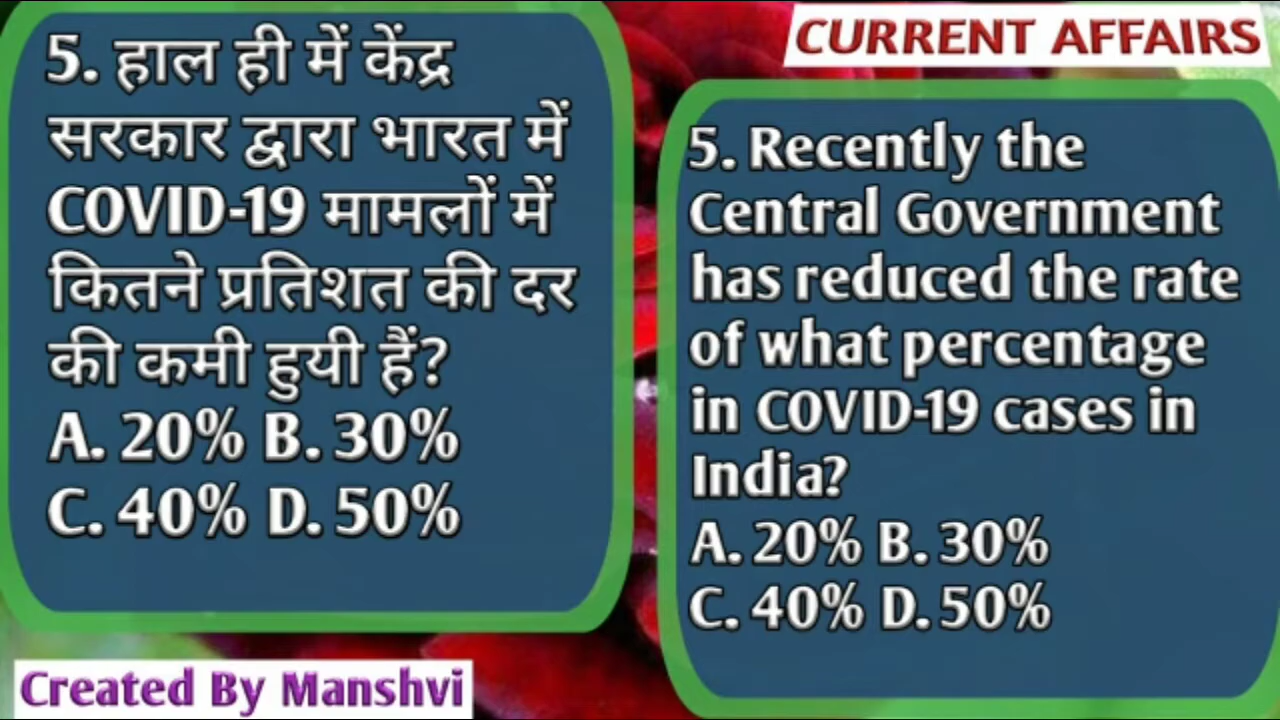 5. हाल ही में केंद्र
सरकार द्वारा भारत में
COVID-19 मामलों में
कितने प्रतिशत की दर
की कमी हुयी हैं?
A. 20% B. 30%
C. 40% D. 50%
CURRENT AFFAIRS
5. Recently the
Central Government
has reduced the rate
of what percentage
in COVID-19 cases in
India?
A. 20% B. 30%
C. 40% D. 50%
Created By Manshvi